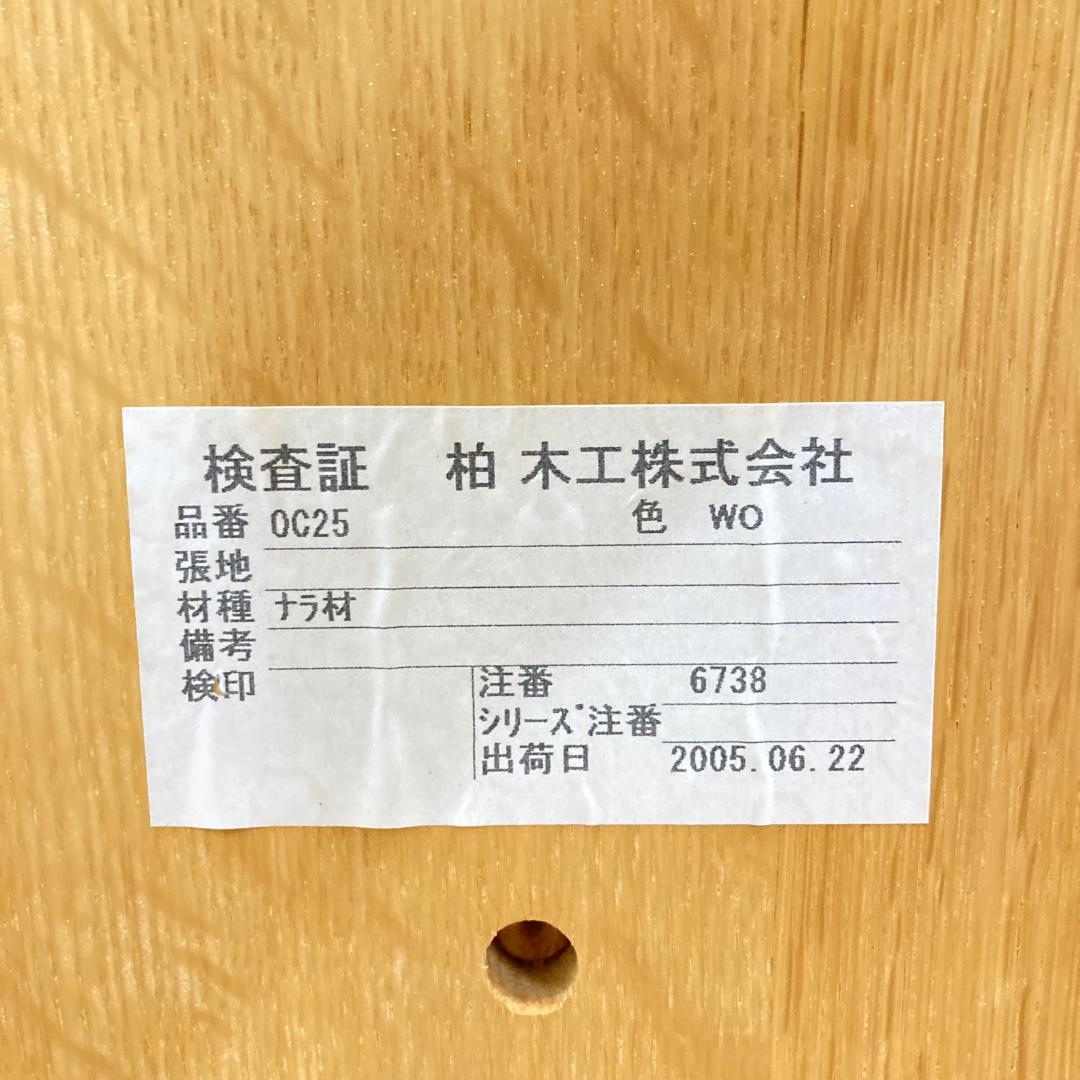 検査証 柏木工株式会社
品番 OC25 色 WO
張地
材種 ナラ材
備考
検印
注番 6738
シリーズ注番
出荷日 2005.06.22